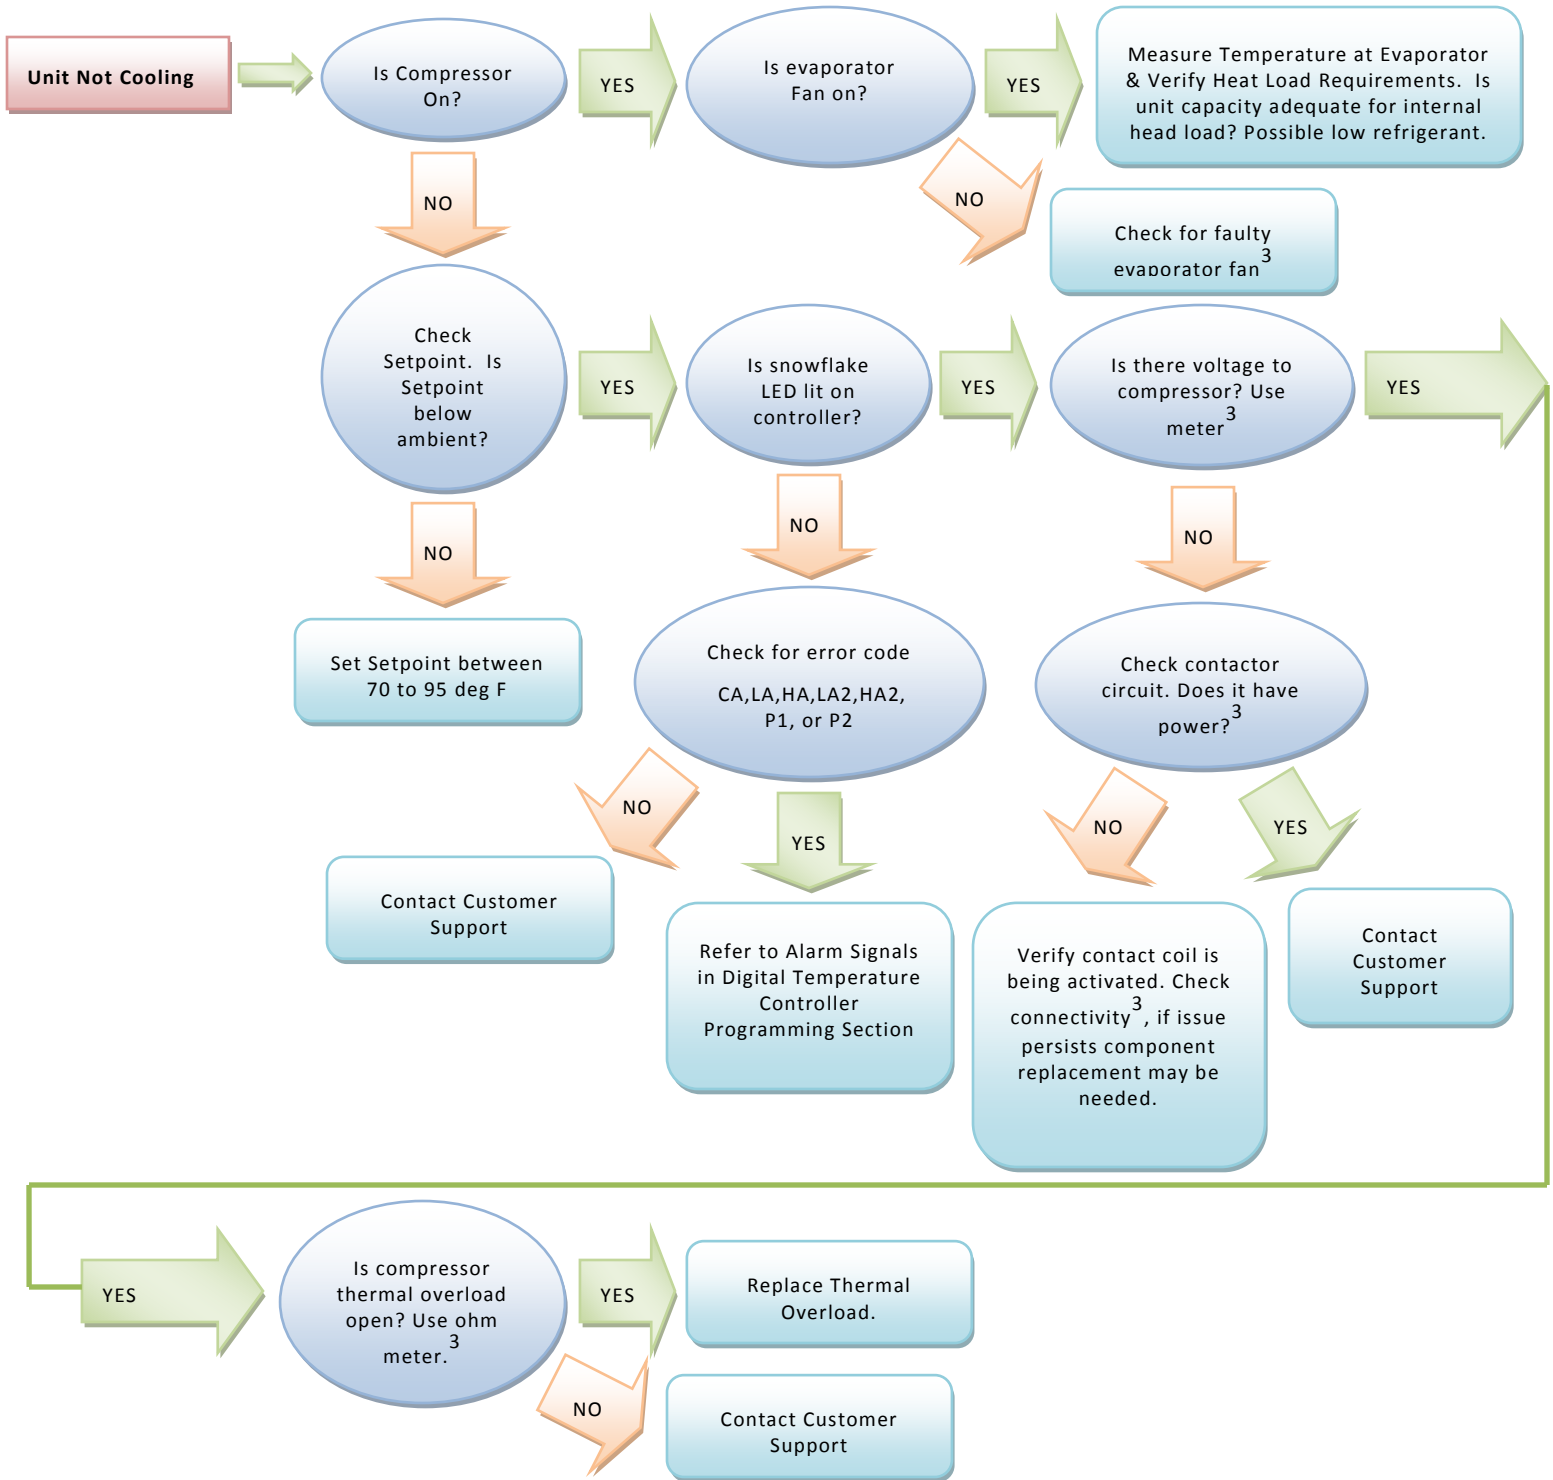 Unit Not Cooling
Is Compressor
On?
YES
Is evaporator
Fan on?
YES
Measure Temperature at Evaporator
& Verify Heat Load Requirements.  Is
unit capacity adequate for internal
head load? Possible low refrigerant.
NO
NO
Check for faulty
evaporator fan3
Check
Setpoint.  Is
Setpoint
below
ambient?
YES
Is snowflake
LED lit on
controller?
YES
Is there voltage to
compressor? Use
meter3
YES
NO
NO
NO
Set Setpoint between
70 to 95 deg F
Check for error code
CA,LA,HA,LA2,HA2,
P1, or P2
Check contactor
circuit. Does it have
power?3
NO
YES
NO
YES
Contact Customer
Support
Refer to Alarm Signals
in Digital Temperature
Controller
Programming Section
Verify contact coil is
being activated. Check
connectivity3, if issue
persists component
replacement may be
needed.
Contact
Customer
Support
YES
Is compressor
thermal overload
open? Use ohm
meter.3
YES
Replace Thermal
Overload.
NO
Contact Customer
Support